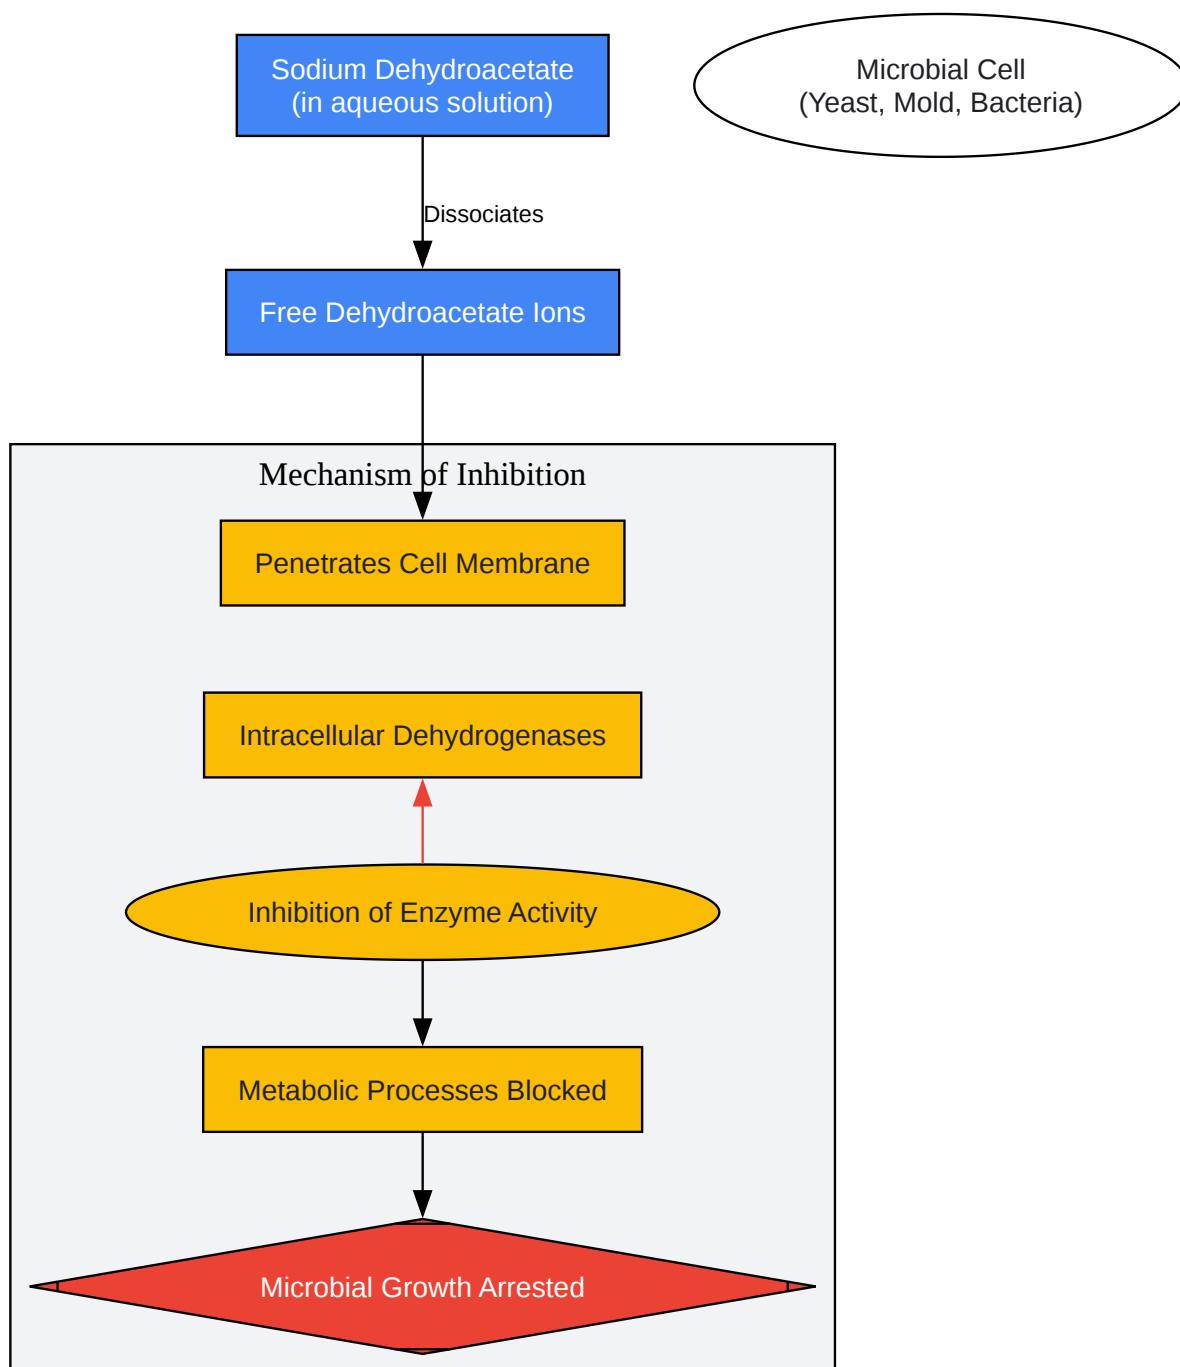 Sodium Dehydroacetate
(in aqueous solution)
Microbial Cell
(Yeast, Mold, Bacteria)
Dissociates
Free Dehydroacetate Ions
Mechanism of Inhibition
Penetrates Cell Membrane
Intracellular Dehydrogenases
Inhibition of Enzyme Activity
Metabolic Processes Blocked
Microbial Growth Arrested